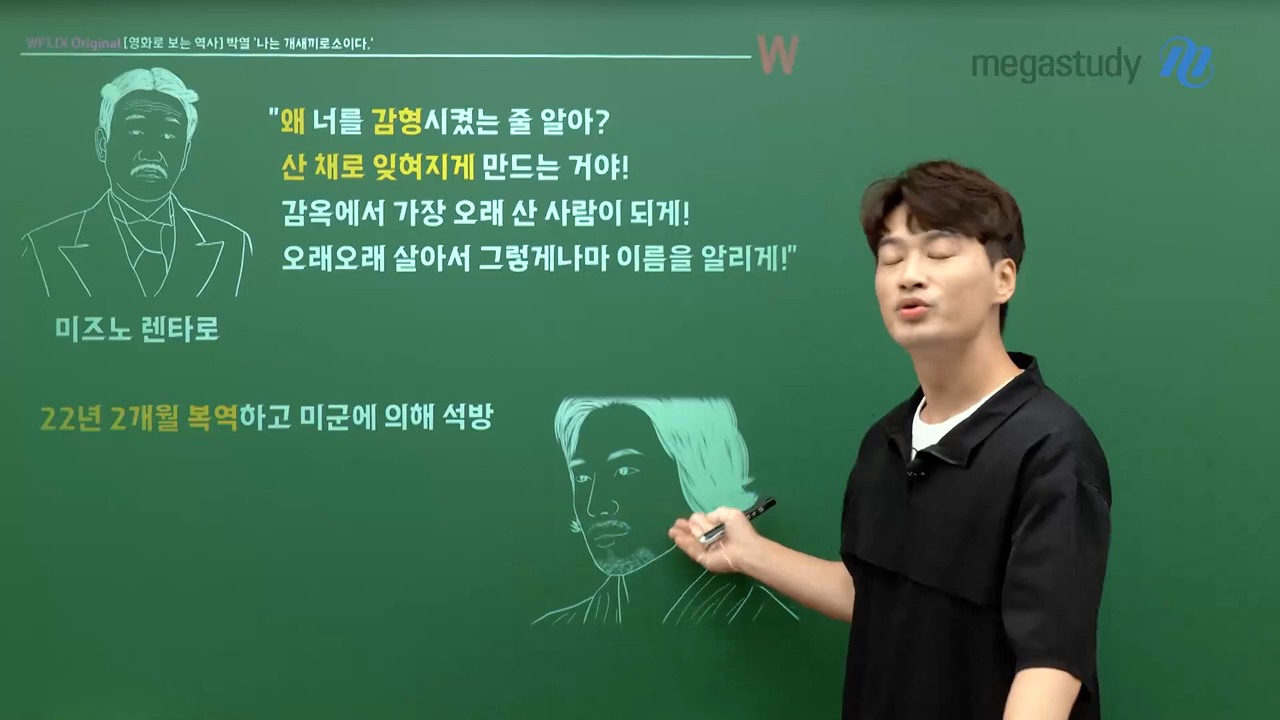 WFLIX Original [영화로 보는 역사] 박열 '나는 개새끼로소이다.'
W
megastudy
"왜 너를 감형시켰는 줄 알아?
산 채로 잊혀지게 만드는 거야!
감옥에서 가장 오래 산 사람이 되게!
오래오래 살아서 그렇게나마 이름을 알리게!"
미즈노 렌타로
22년 2개월 복역하고 미군에 의해 석방